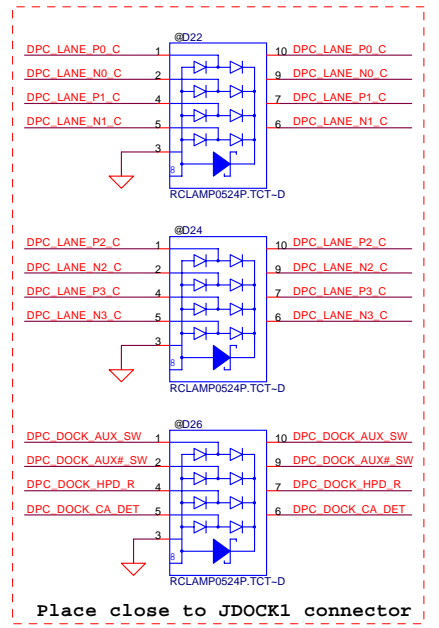 @D22
DPC_LANE_P0_C 1 10 DPC_LANE_P0_C
DPC_LANE_N0_C 2 9 DPC_LANE_N0_C
DPC_LANE_P1_C 4 7 DPC_LANE_P1_C
DPC_LANE_N1_C 5 6 DPC_LANE_N1_C
3
8
RCLAMP0524P.TCT~D
@D24
DPC_LANE_P2_C 1 10 DPC_LANE_P2_C
DPC_LANE_N2_C 2 9 DPC_LANE_N2_C
DPC_LANE_P3_C 4 7 DPC_LANE_P3_C
DPC_LANE_N3_C 5 6 DPC_LANE_N3_C
3
8
RCLAMP0524P.TCT~D
@D26
DPC_DOCK_AUX_SW 1 10 DPC_DOCK_AUX_SW
DPC_DOCK_AUX#_SW 2 9 DPC_DOCK_AUX#_SW
DPC_DOCK_HPD_R 4 7 DPC_DOCK_HPD_R
DPC_DOCK_CA_DET 5 6 DPC_DOCK_CA_DET
3
8
RCLAMP0524P.TCT~D
Place close to JDOCK1 connector